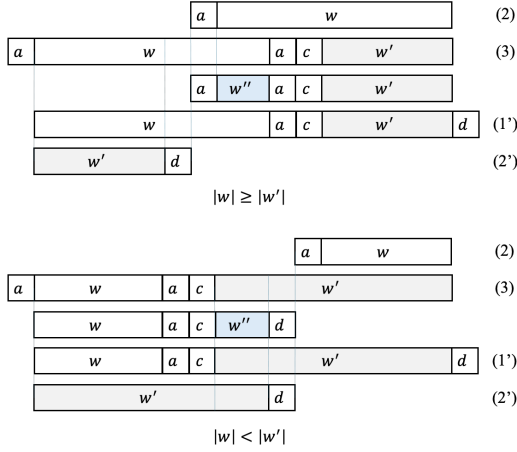 a w (2)
a w a c w′ (3)
a w″ a c w′
w a c w′ d (1')
w′ d (2')
|w| ≥ |w′|
a w (2)
a w a c w′ (3)
w a c w″ d
w a c w′ d (1')
w′ d (2')
|w| < |w′|